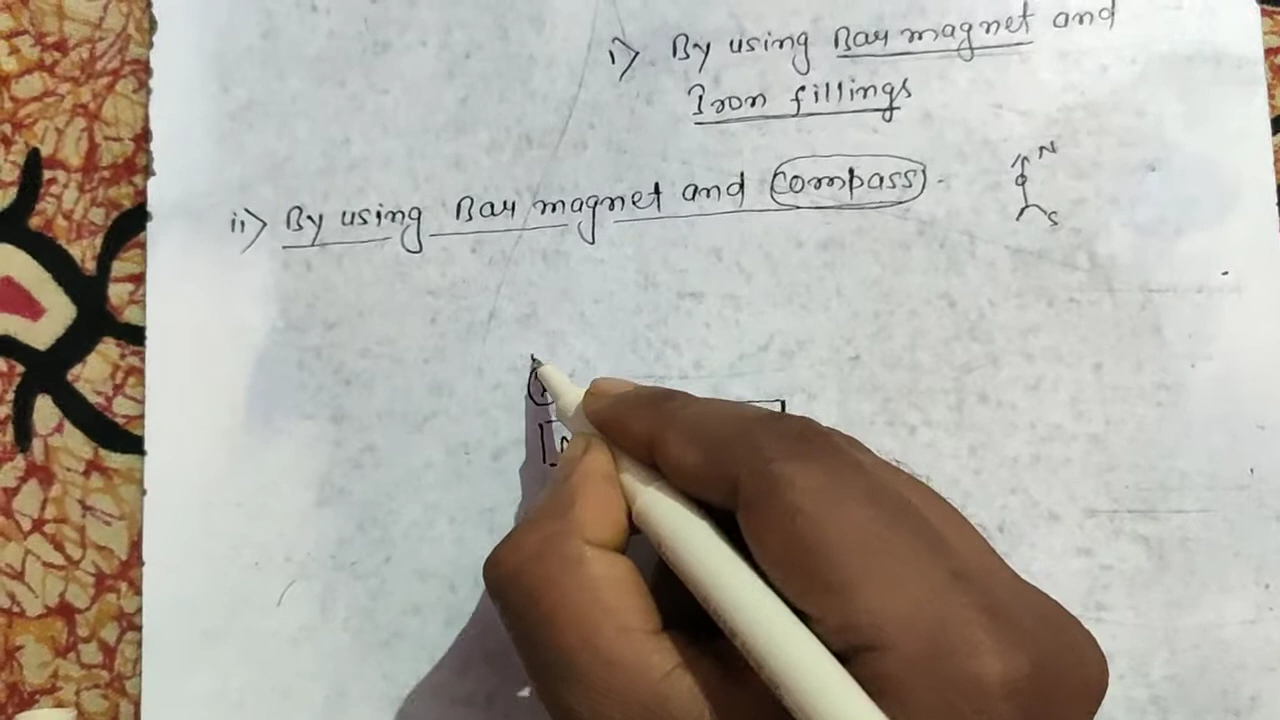 i) By using Bar magnet and
Iron fillings
N
ii) By using Bar magnet and compass.
S